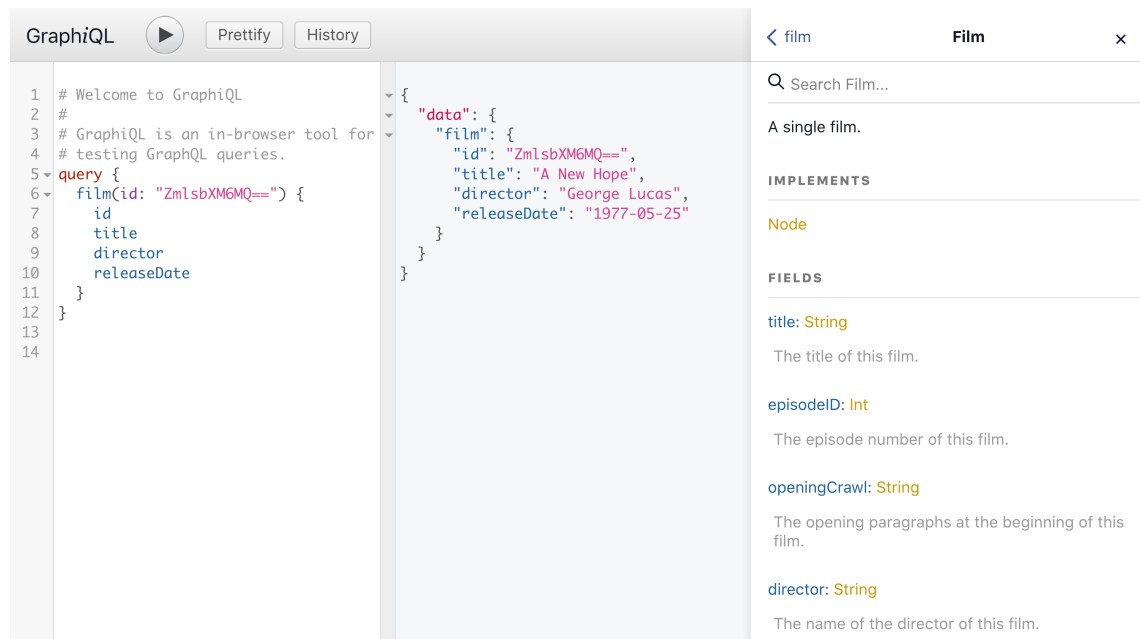 GraphiQL
Prettify
History
1 # Welcome to GraphiQL
2 #
3 # GraphiQL is an in-browser tool for
4 # testing GraphQL queries.
5 query {
6 film(id: "ZmlsbXM6MQ==") {
7 id
8 title
9 director
10 releaseDate
11 }
12 }
13
14
{
"data": {
"film": {
"id": "ZmlsbXM6MQ==",
"title": "A New Hope",
"director": "George Lucas",
"releaseDate": "1977-05-25"
}
}
}
film
Film
Search Film...
A single film.
IMPLEMENTS
Node
FIELDS
title: String
The title of this film.
episodeID: Int
The episode number of this film.
openingCrawl: String
The opening paragraphs at the beginning of this
film.
director: String
The name of the director of this film.